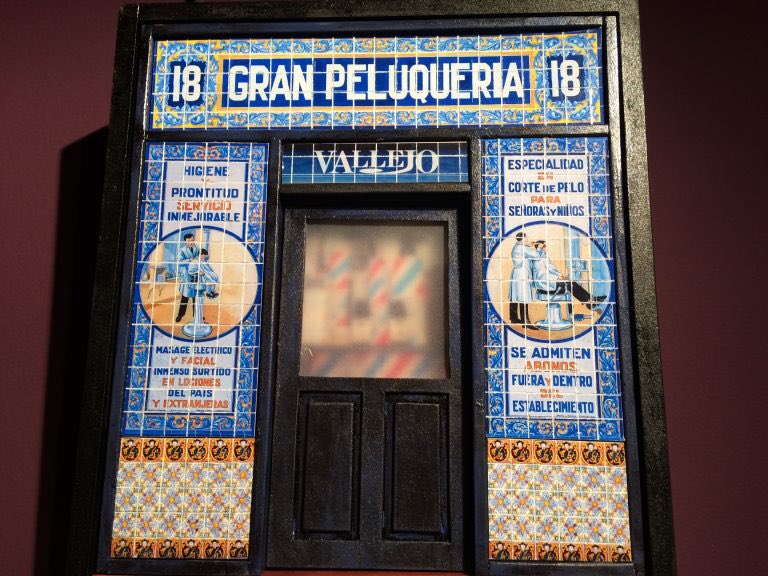 18 GRAN PELUQUERIA 18
VALLEJO
HIGIENE
Y
PRONTITUD
SERVICIO
INMEJORABLE
MASAGE ELECTRICO
Y FACIAL
INMENSO SURTIDO
EN LOCIONES
DEL PAIS
Y EXTRANJERAS
ESPECIALIDAD
EN
CORTE DE PELO
PARA
SEÑORAS Y NIÑOS
SE ADMITEN
ABONOS
FUERA Y DENTRO
DEL
ESTABLECIMIENTO